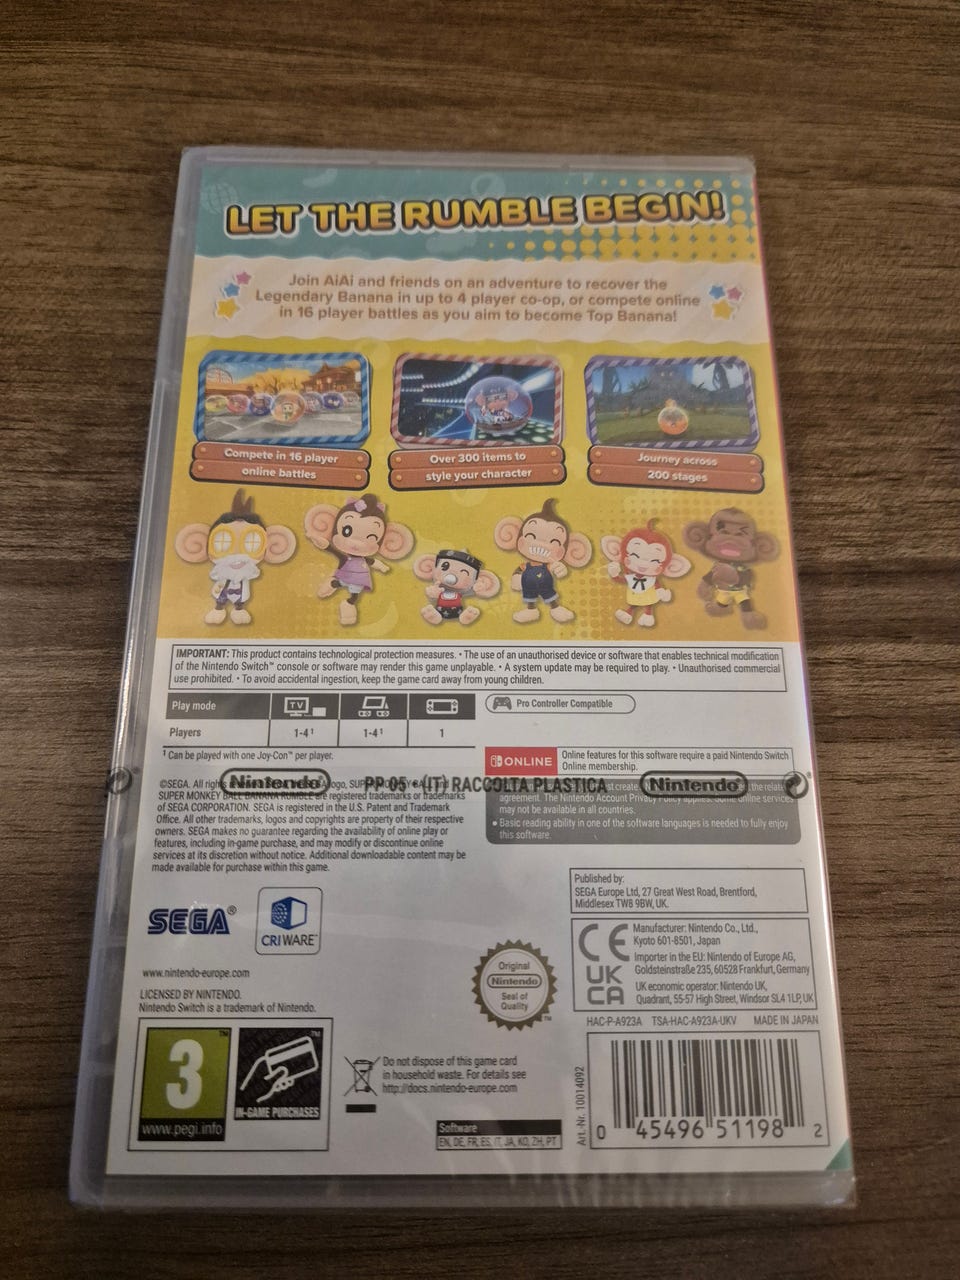 LET THE RUMBLE BEGIN!
Join AiAi and friends on an adventure to recover the
Legendary Banana in up to 4 player co-op, or compete online
in 16 player battles as you aim to become Top Banana!
Compete in 16 player
online battles
Over 300 items to
style your character
Journey across
200 stages
IMPORTANT: This product contains technological protection measures. • The use of an unauthorised device or software that enables technical modification
of the Nintendo Switch™ console or software may render this game unplayable. • A system update may be required to play. • Unauthorised commercial
use prohibited. • To avoid accidental ingestion, keep the game card away from young children.
Play mode
TV
Players
1-4¹
1-4¹
1
¹ Can be played with one Joy-Con™ per player.
Pro Controller Compatible
ONLINE
Online features for this software require a paid Nintendo Switch
Online membership.
Nintendo
PP 05 • (IT) RACCOLTA PLASTICA
Nintendo
©SEGA. All rights logo,
SUPER MONKEY BALL BANANA RUMBLE are registered trademarks or trademarks
of SEGA CORPORATION. SEGA is registered in the U.S. Patent and Trademark
Office. All other trademarks, logos and copyrights are property of their respective
owners. SEGA makes no guarantee regarding the availability of online play or
features, including in-game purchase, and may modify or discontinue online
services at its discretion without notice. Additional downloadable content may be
made available for purchase within this game.
agreement. The Nintendo Account Privacy Policy applies. Some online services
may not be available in all countries.
• Basic reading ability in one of the software languages is needed to fully enjoy
this software.
SEGA®
CRIWARE™
Published by:
SEGA Europe Ltd, 27 Great West Road, Brentford,
Middlesex TW8 9BW, UK.
CE
UK
CA
Manufacturer: Nintendo Co., Ltd.,
Kyoto 601-8501, Japan
Importer in the EU: Nintendo of Europe AG,
Goldsteinstraße 235, 60528 Frankfurt, Germany
UK economic operator: Nintendo UK,
Quadrant, 55-57 High Street, Windsor SL4 1LP, UK
www.nintendo-europe.com
LICENSED BY NINTENDO.
Nintendo Switch is a trademark of Nintendo.
Original
Nintendo
Seal of
Quality
™
HAC-P-A923A TSA-HAC-A923A-UKV MADE IN JAPAN
3
™
www.pegi.info
™
IN-GAME PURCHASES
Do not dispose of this game card
in household waste. For details see
http://docs.nintendo-europe.com
Software
EN, DE, FR, ES, IT, JA, KO, ZH, PT
Art.-Nr. 10014092
0 45496 51198 2